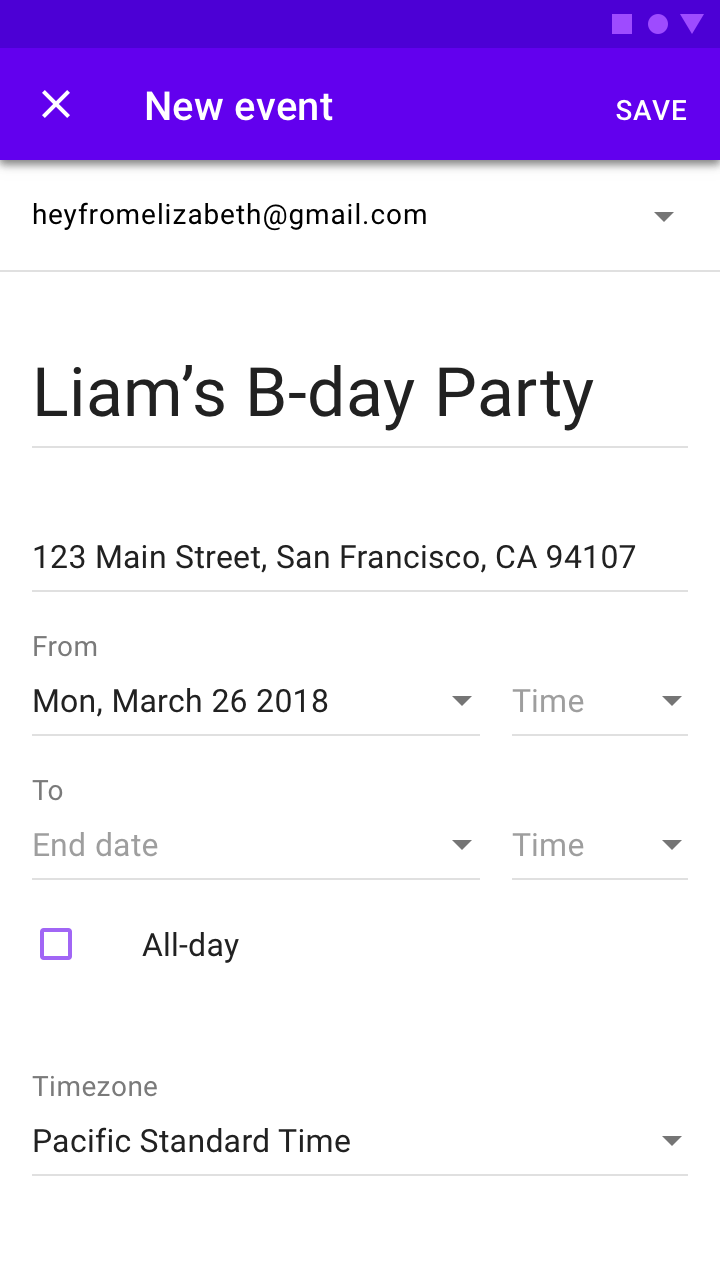 New event
SAVE
heyfromelizabeth@gmail.com
Liam’s B-day Party
123 Main Street, San Francisco, CA 94107
From
Mon, March 26 2018 Time
To
End date Time
All-day
Timezone
Pacific Standard Time